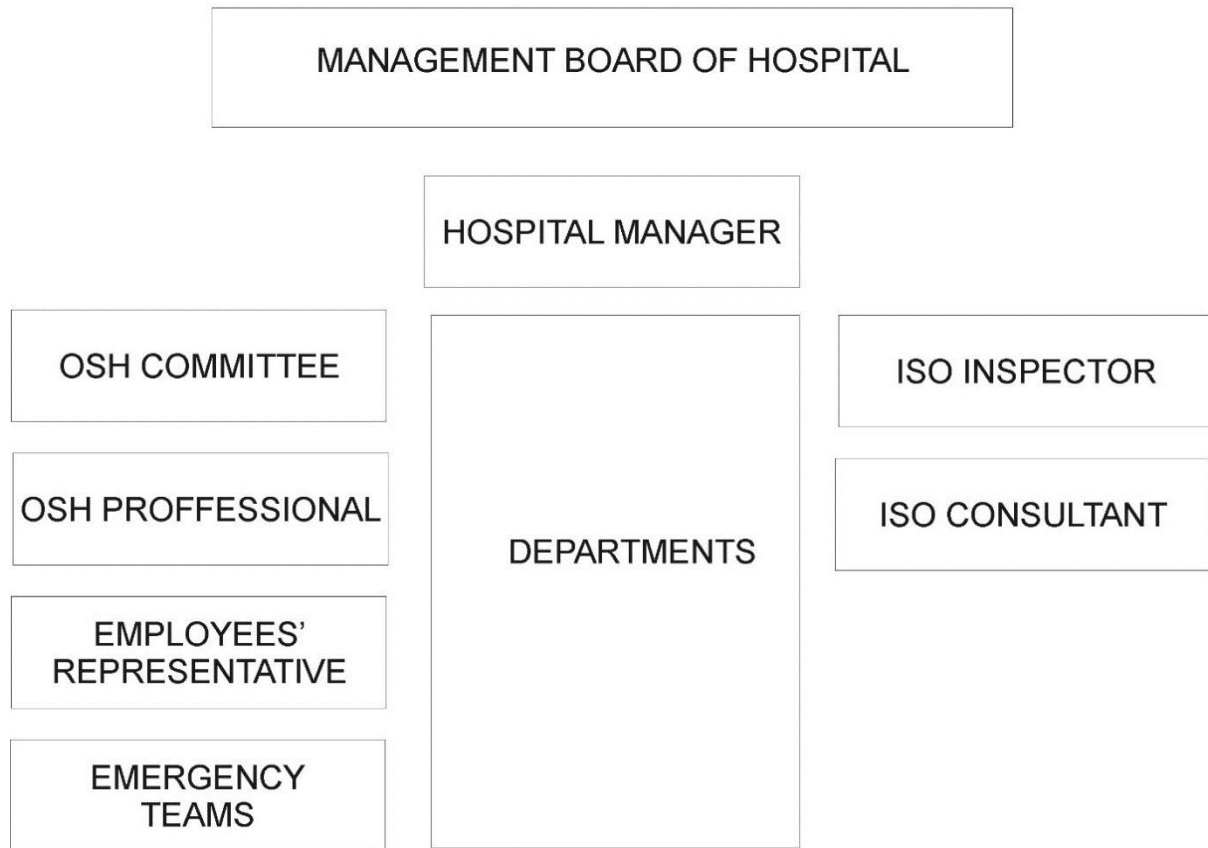 MANAGEMENT BOARD OF HOSPITAL
HOSPITAL MANAGER
OSH COMMITTEE
OSH PROFFESSIONAL
EMPLOYEES’
REPRESENTATIVE
EMERGENCY
TEAMS
DEPARTMENTS
ISO INSPECTOR
ISO CONSULTANT